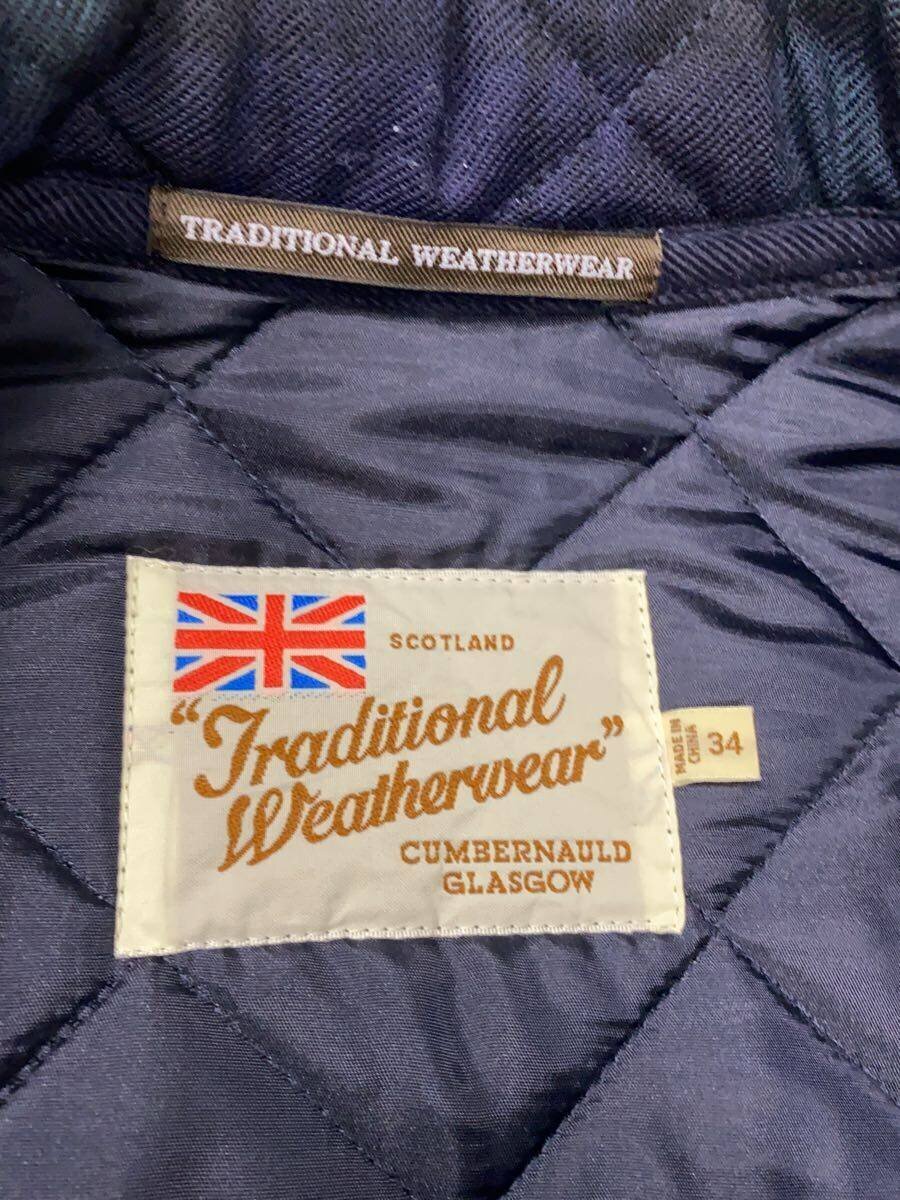 TRADITIONAL WEATHERWEAR
SCOTLAND
"Traditional
Weatherwear"
CUMBERNAULD
GLASGOW
MADE IN
CHINA
34